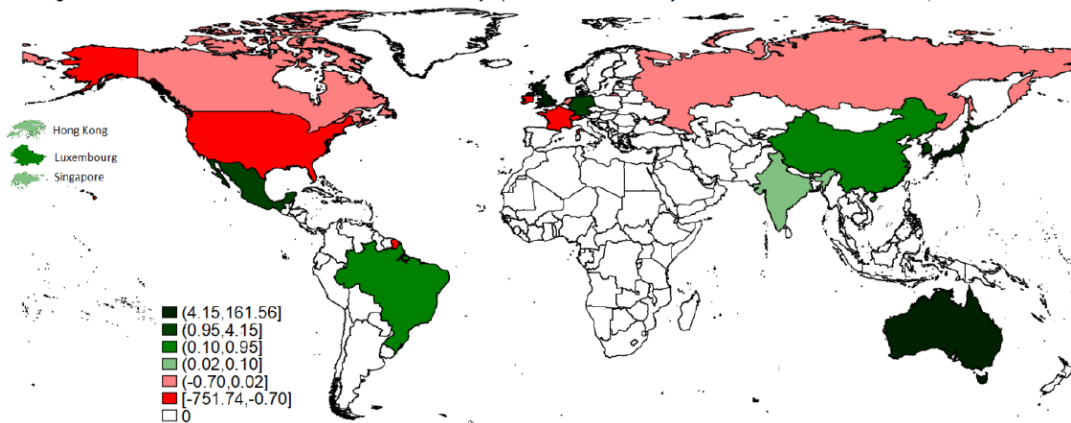 Hong Kong
Luxembourg
Singapore
(4.15,161.56]
(0.95,4.15]
(0.10,0.95]
(0.02,0.10]
(-0.70,0.02]
[-751.74,-0.70]
0